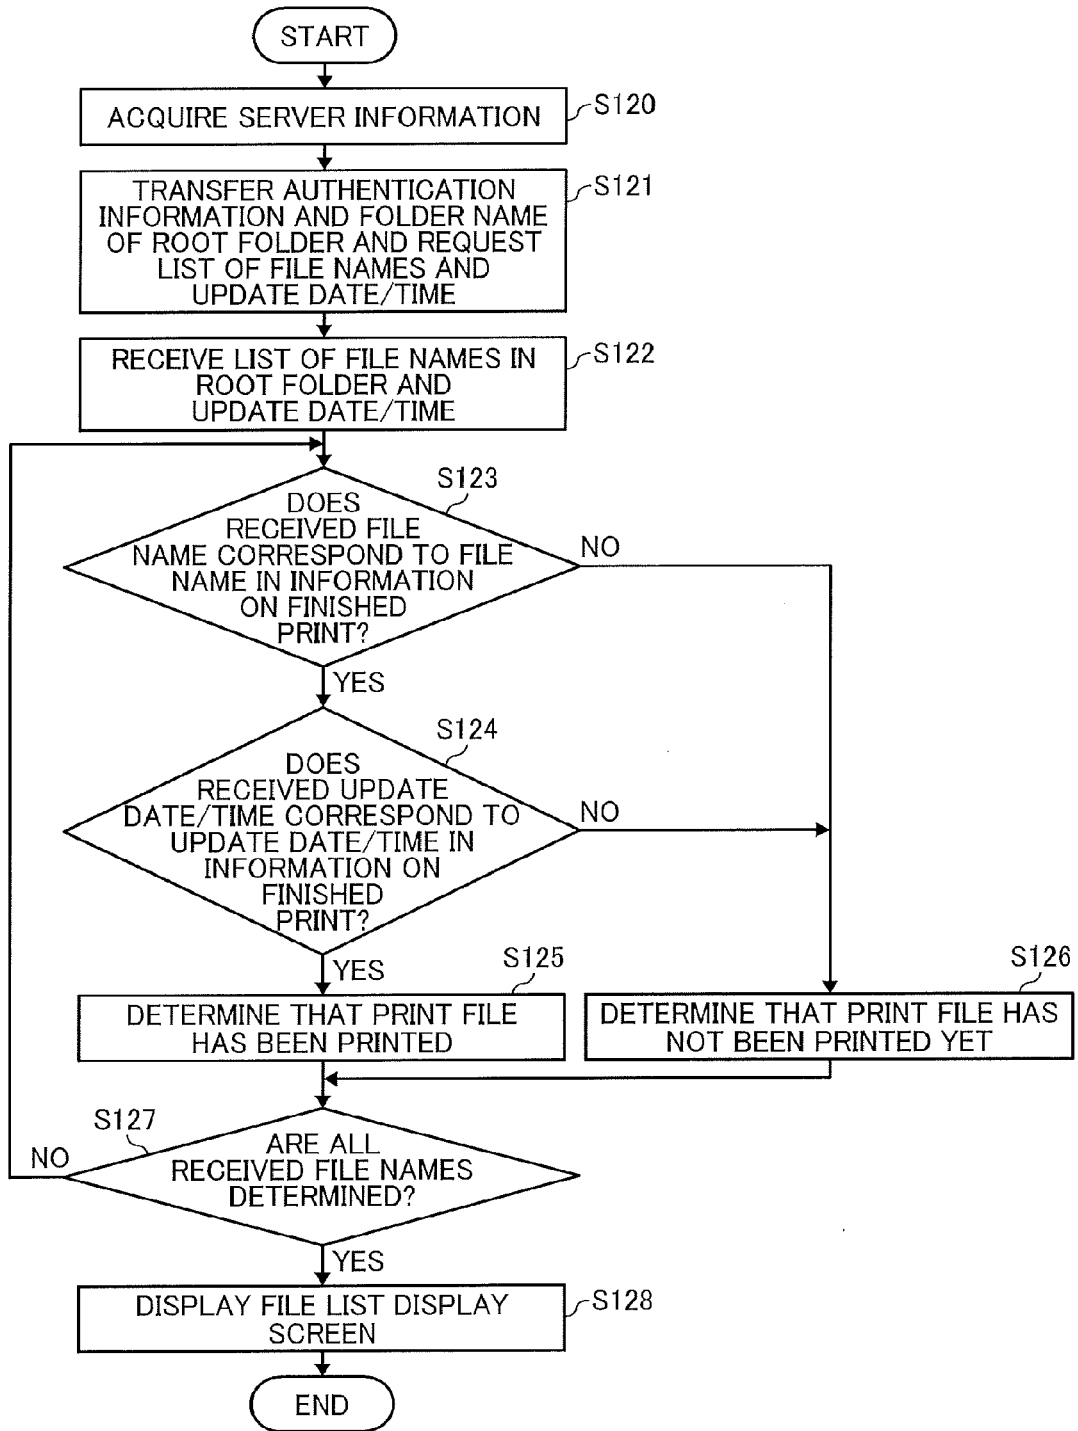 START
ACQUIRE SERVER INFORMATION
S120
TRANSFER AUTHENTICATION
INFORMATION AND FOLDER NAME
OF ROOT FOLDER AND REQUEST
LIST OF FILE NAMES AND
UPDATE DATE/TIME
S121
RECEIVE LIST OF FILE NAMES IN
ROOT FOLDER AND
UPDATE DATE/TIME
S122
S123
DOES
RECEIVED FILE
NAME CORRESPOND TO FILE
NAME IN INFORMATION
ON FINISHED
PRINT?
NO
YES
S124
DOES
RECEIVED UPDATE
DATE/TIME CORRESPOND TO
UPDATE DATE/TIME IN
INFORMATION ON
FINISHED
PRINT?
NO
YES
S125
DETERMINE THAT PRINT FILE
HAS BEEN PRINTED
S126
DETERMINE THAT PRINT FILE HAS
NOT BEEN PRINTED YET
S127
ARE ALL
RECEIVED FILE NAMES
DETERMINED?
NO
YES
DISPLAY FILE LIST DISPLAY
SCREEN
S128
END